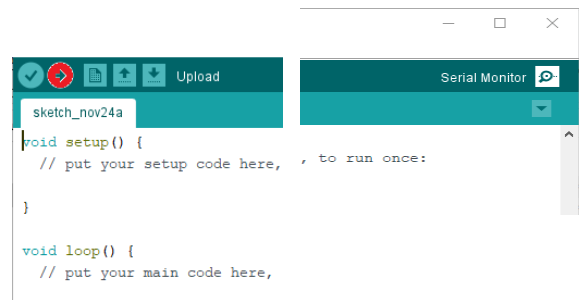 Upload
Serial Monitor
sketch_nov24a
void setup() {
// put your setup code here, , to run once:
}
void loop() {
// put your main code here,